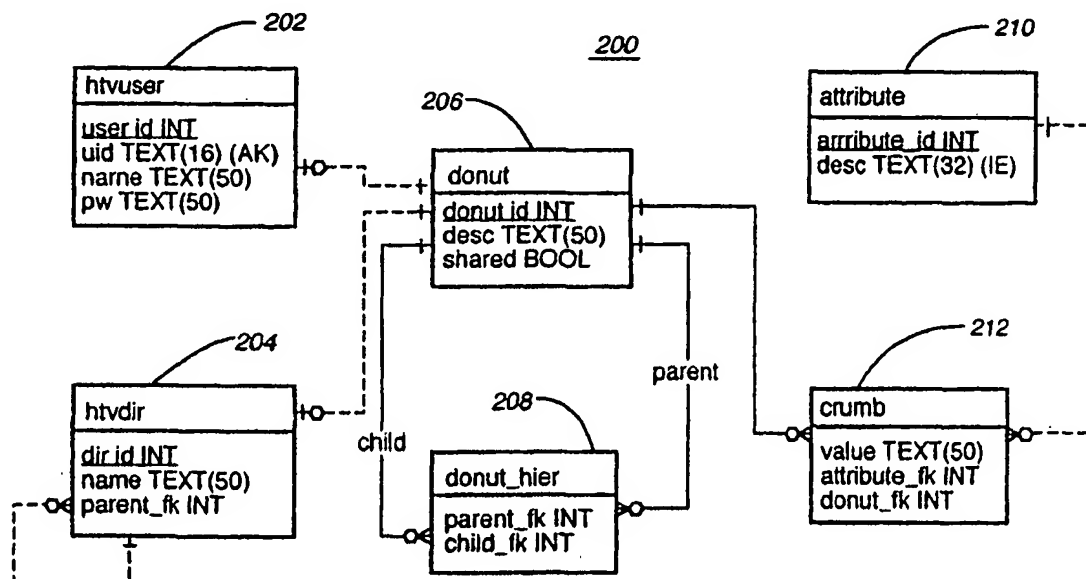 202
htvuser
user id INT
uid TEXT(16) (AK)
name TEXT(50)
pw TEXT(50)
200
206
donut
donut id INT
desc TEXT(50)
shared BOOL
210
attribute
arrribute_id INT
desc TEXT(32) (IE)
204
htvdir
dir id INT
name TEXT(50)
parent_fk INT
child
208
donut_hier
parent_fk INT
child_fk INT
parent
212
crumb
value TEXT(50)
attribute_fk INT
donut_fk INT